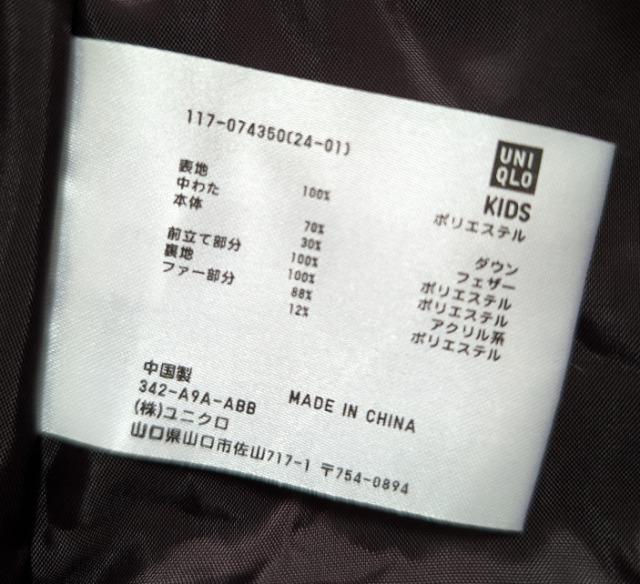 117-074350(24-01)
UNI
QLO
KIDS
表地 100% ポリエステル
中わた
本体 70% ダウン
30% フェザー
前立て部分 100% ポリエステル
裏地 100% ポリエステル
ファー部分 88% アクリル系
12% ポリエステル
中国製 MADE IN CHINA
342-A9A-ABB
(株)ユニクロ
山口県山口市佐山717-1 〒754-0894